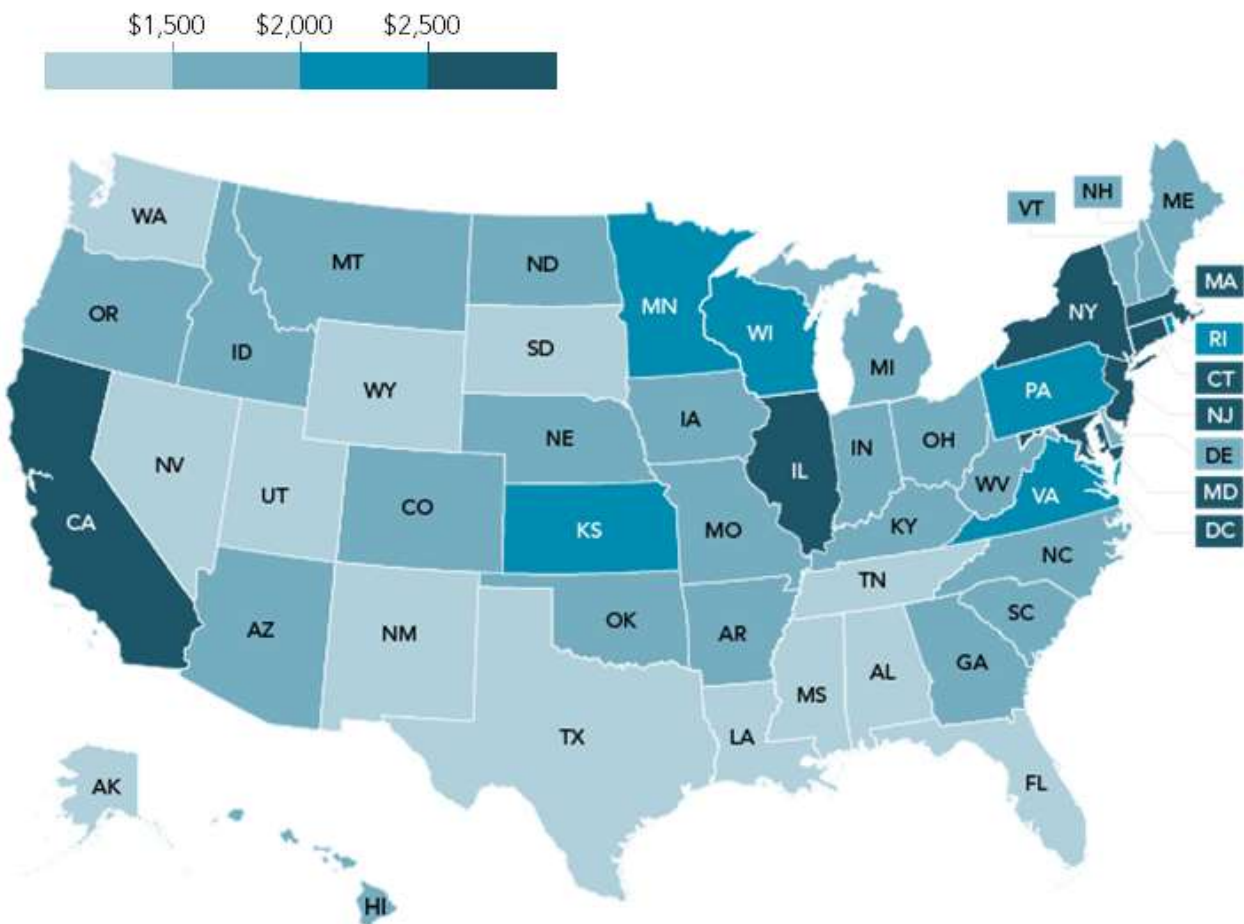 $1,500 $2,000 $2,500
WA
MT
ND
MN
VT
NH
ME
OR
ID
SD
WI
MI
NY
MA
RI
WY
NE
IA
PA
CT
NJ
NV
UT
CO
KS
MO
IL
IN
OH
WV
VA
DE
MD
DC
CA
KY
NC
TN
AZ
NM
OK
AR
SC
GA
AL
MS
TX
LA
FL
AK
HI